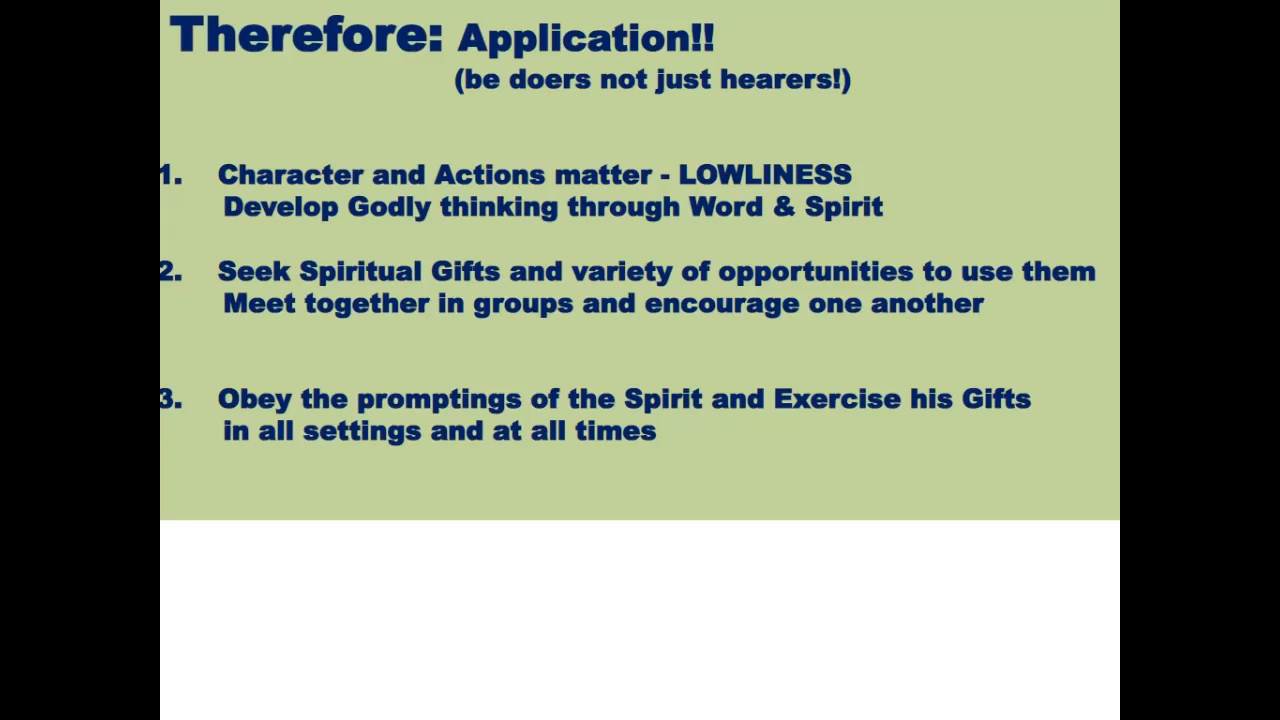 Therefore: Application!!
(be doers not just hearers!)
1. Character and Actions matter - LOWLINESS
Develop Godly thinking through Word & Spirit
2. Seek Spiritual Gifts and variety of opportunities to use them
Meet together in groups and encourage one another
3. Obey the promptings of the Spirit and Exercise his Gifts
in all settings and at all times